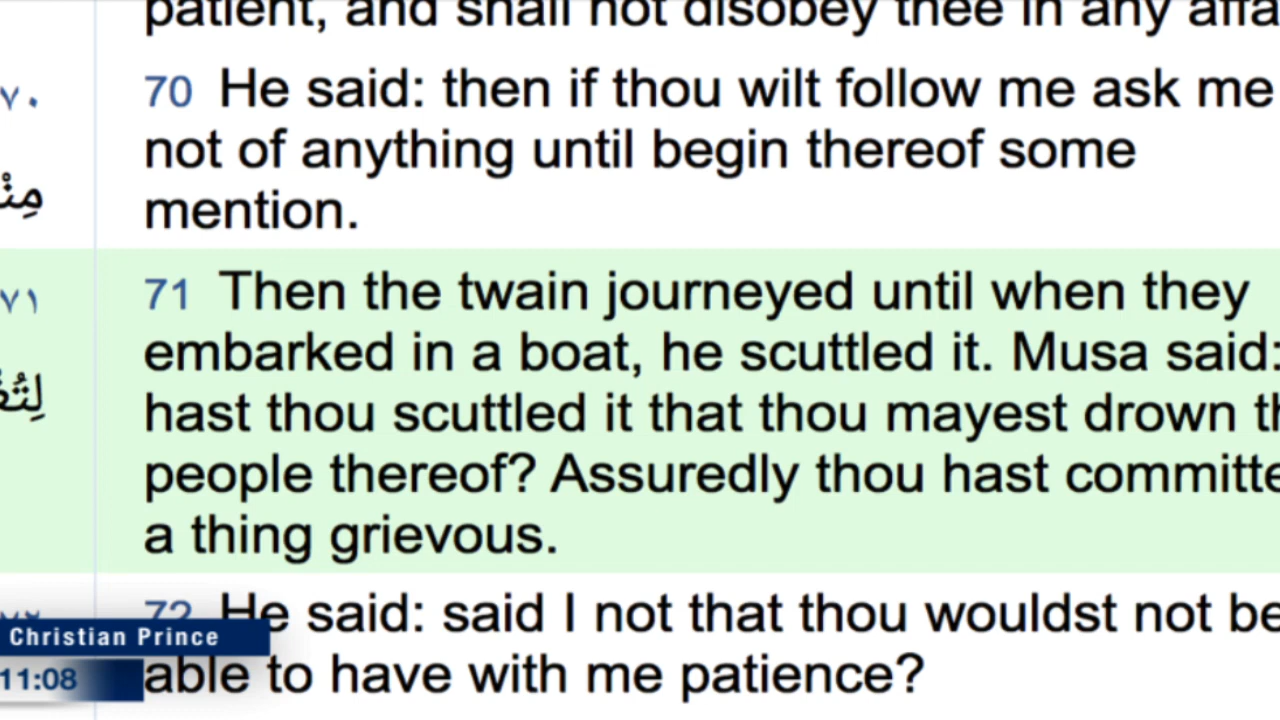 patient, and shall not disobey thee in any affa
٧٠
70 He said: then if thou wilt follow me ask me
not of anything until begin thereof some
مِنْ
mention.
٧١
71 Then the twain journeyed until when they
embarked in a boat, he scuttled it. Musa said:
hast thou scuttled it that thou mayest drown th
people thereof? Assuredly thou hast committe
a thing grievous.
72 He said: said I not that thou wouldst not be
Christian Prince
able to have with me patience?
11:08